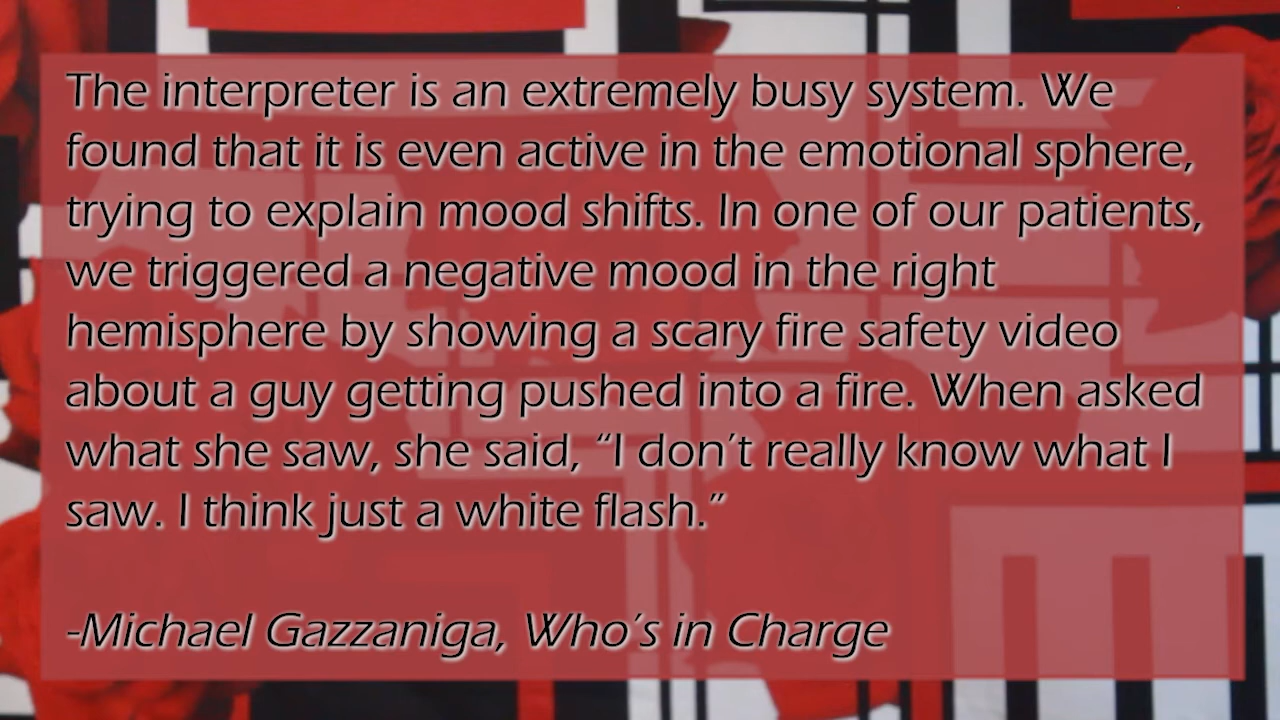 The interpreter is an extremely busy system. We
found that it is even active in the emotional sphere,
trying to explain mood shifts. In one of our patients,
we triggered a negative mood in the right
hemisphere by showing a scary fire safety video
about a guy getting pushed into a fire. When asked
what she saw, she said, “I don’t really know what I
saw. I think just a white flash.”
-Michael Gazzaniga, Who’s in Charge